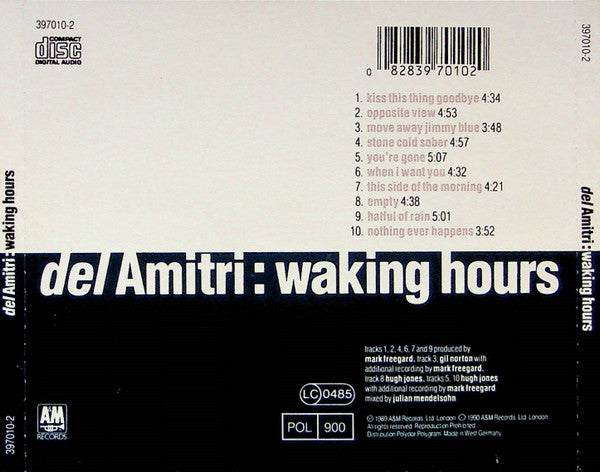 397010-2
COMPACT
disc
DIGITAL AUDIO
0 82839 70102
397010-2
1. kiss this thing goodbye 4:34
2. opposite view 4:53
3. move away jimmy blue 3:48
4. stone cold sober 4:57
5. you're gone 5:07
6. when i want you 4:32
7. this side of the morning 4:21
8. empty 4:38
9. hatful of rain 5:01
10. nothing ever happens 3:52
del Amitri : waking hours
del Amitri : waking hours
del Amitri : waking hours
tracks 1, 2, 4, 6, 7 and 9 produced by
mark freegard. track 3, gil norton with
additional recording by mark freegard.
track 8 hugh jones. tracks 5, 10 hugh jones
with additional recording by mark freegard
mixed by julian mendelsohn
LC 0485
POL 900
℗ 1989 A&M Records Ltd. London © 1990 A&M Records, Ltd. London
All rights reserved. Reproduction Prohibited
Distribution Polydor Polygram. Made in West Germany
A&M
RECORDS
397010-2